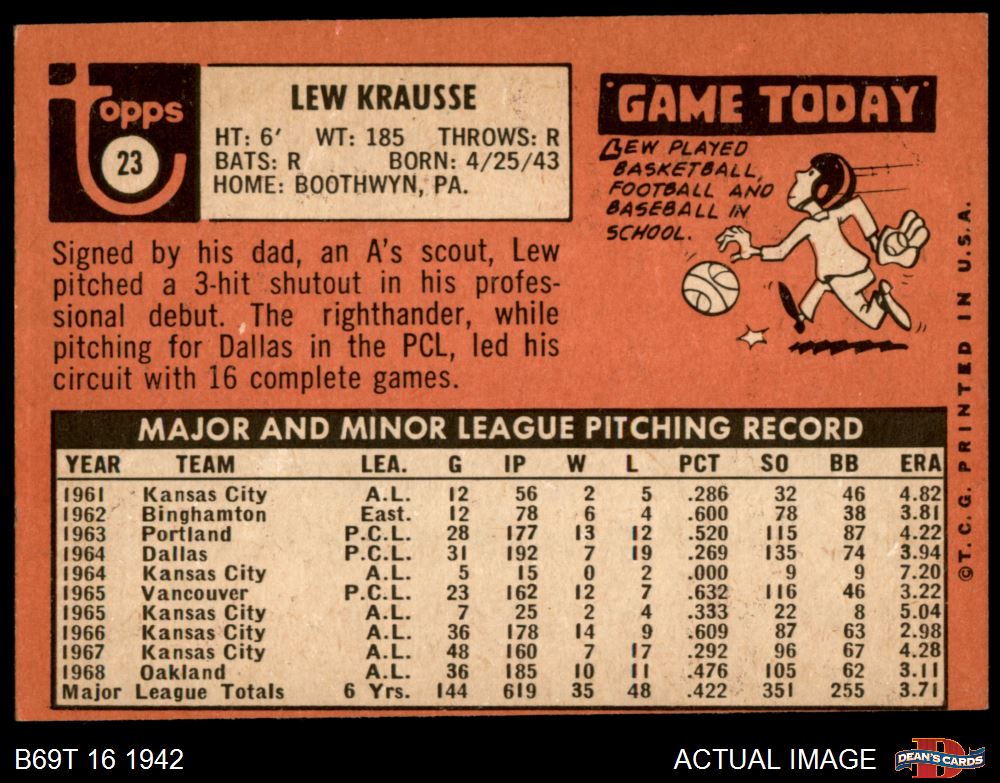 Topps
23
LEW KRAUSSE
HT: 6' WT: 185 THROWS: R
BATS: R BORN: 4/25/43
HOME: BOOTHWYN, PA.
"GAME TODAY"
LEW PLAYED
BASKETBALL,
FOOTBALL AND
BASEBALL IN
SCHOOL.
Signed by his dad, an A's scout, Lew
pitched a 3-hit shutout in his profes-
sional debut. The righthander, while
pitching for Dallas in the PCL, led his
circuit with 16 complete games.
MAJOR AND MINOR LEAGUE PITCHING RECORD
YEAR TEAM LEA. G IP W L PCT SO BB ERA
1961 Kansas City A.L. 12 56 2 5 .286 32 46 4.82
1962 Binghamton East. 12 78 6 4 .600 78 38 3.81
1963 Portland P.C.L. 28 177 13 12 .520 115 87 4.22
1964 Dallas P.C.L. 31 192 7 19 .269 135 74 3.94
1964 Kansas City A.L. 5 15 0 2 .000 9 9 7.20
1965 Vancouver P.C.L. 23 162 12 7 .632 116 46 3.22
1965 Kansas City A.L. 7 25 2 4 .333 22 8 5.04
1966 Kansas City A.L. 36 178 14 9 .609 87 63 2.98
1967 Kansas City A.L. 48 160 7 17 .292 96 67 4.28
1968 Oakland A.L. 36 185 10 11 .476 105 62 3.11
Major League Totals 6 Yrs. 144 619 35 48 .422 351 255 3.71
©T.C.G. PRINTED IN U.S.A.
B69T 16 1942
ACTUAL IMAGE
D
DEAN'S CARDS